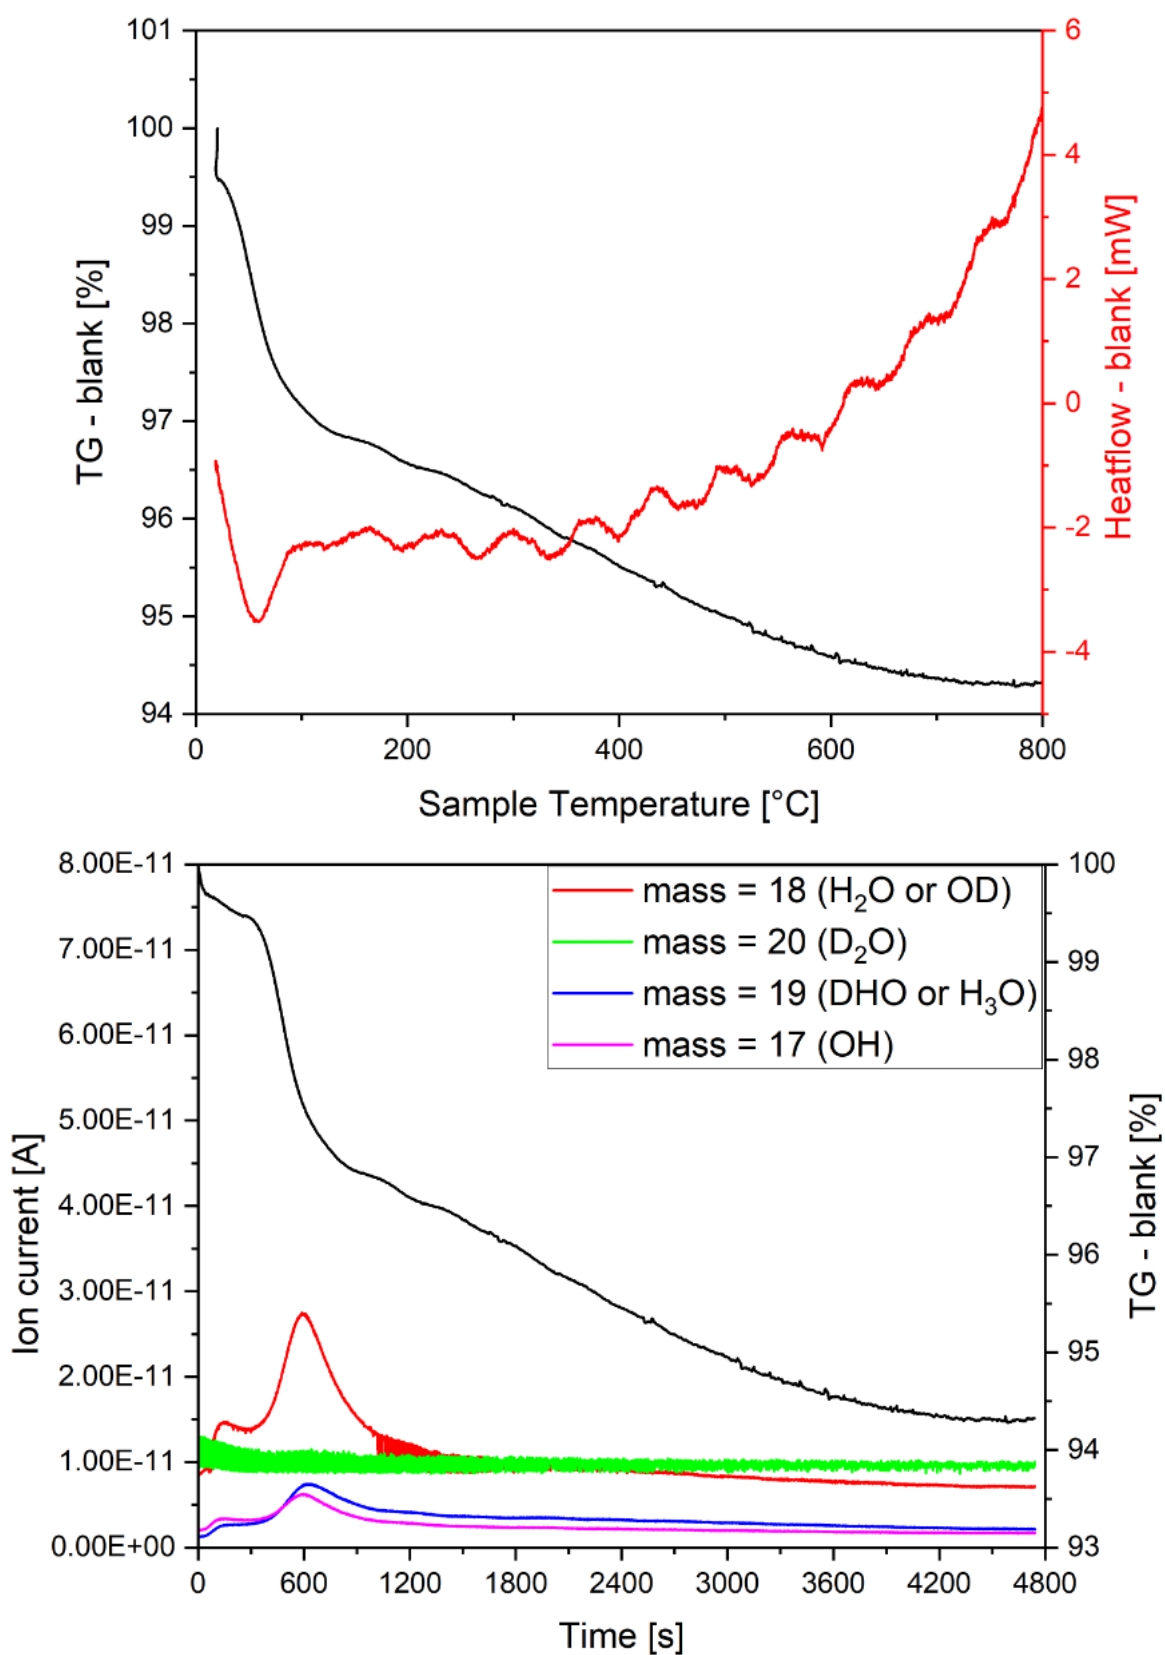 101
100
99
98
97
96
95
94
TG - blank [%]
6
4
2
0
-2
-4
Heatflow - blank [mW]
0 200 400 600 800
Sample Temperature [°C]
8.00E-11
7.00E-11
6.00E-11
5.00E-11
4.00E-11
3.00E-11
2.00E-11
1.00E-11
0.00E+00
Ion current [A]
mass = 18 (H₂O or OD)
mass = 20 (D₂O)
mass = 19 (DHO or H₃O)
mass = 17 (OH)
100
99
98
97
96
95
94
93
TG - blank [%]
0 600 1200 1800 2400 3000 3600 4200 4800
Time [s]